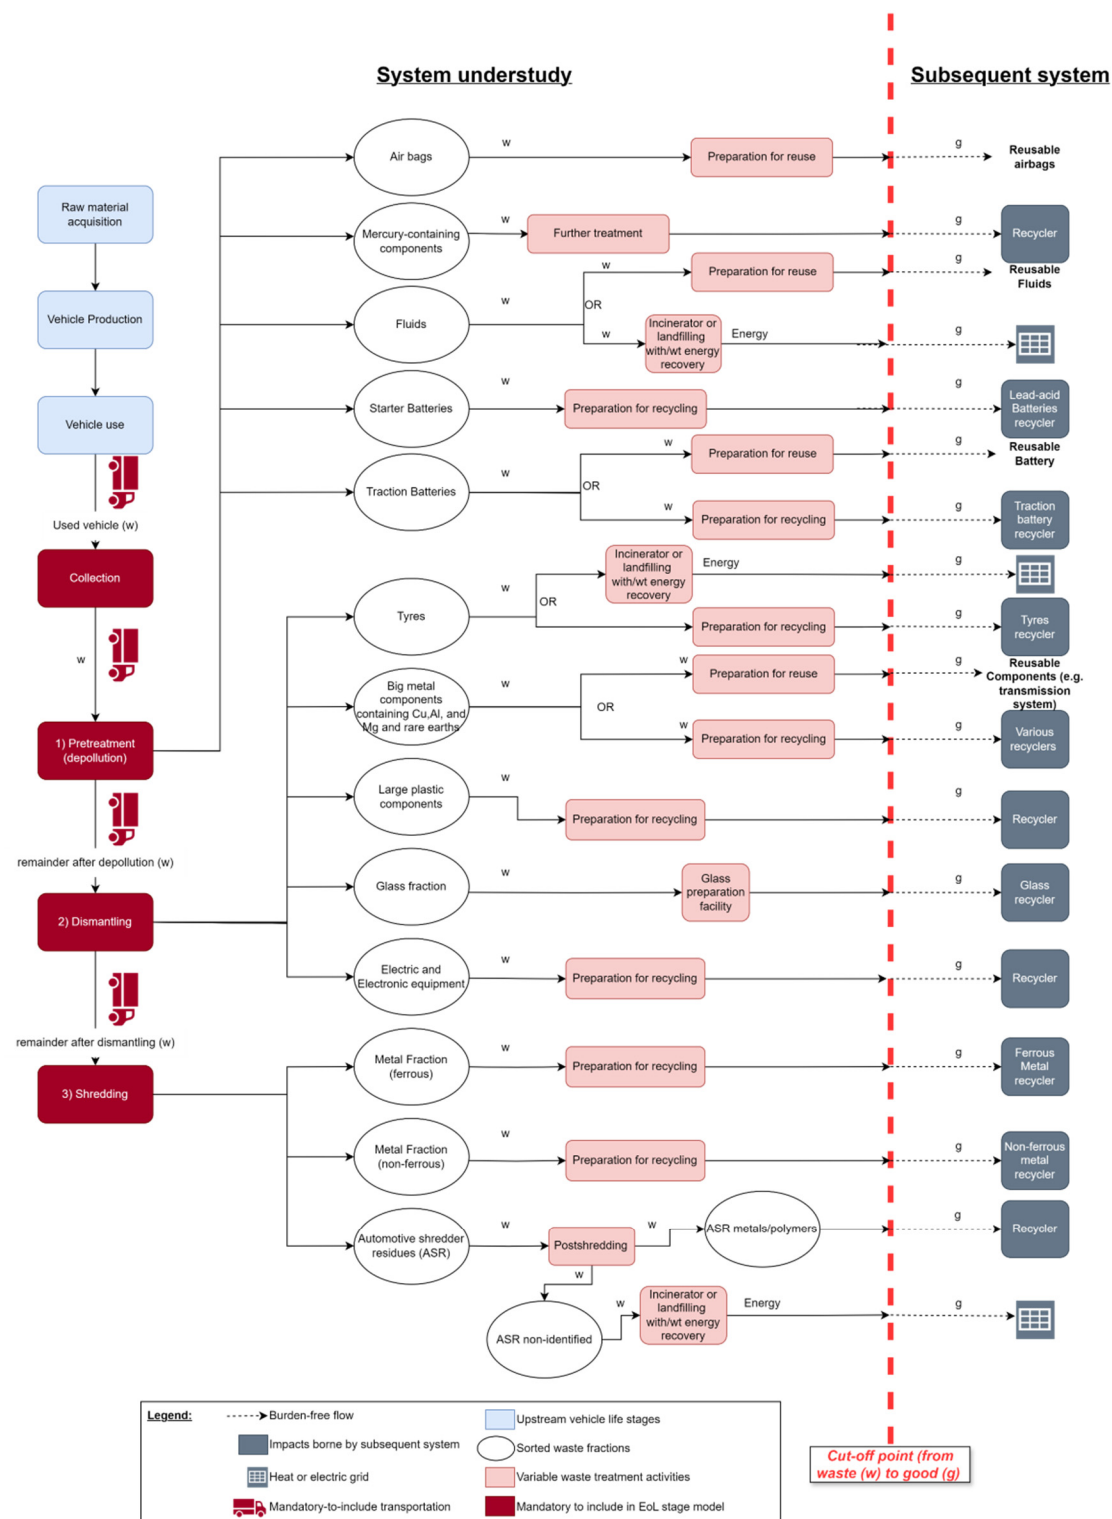 System understudy
Subsequent system
Air bags
w
Preparation for reuse
g
Reusable
airbags
Raw material
acquisition
Mercury-containing
components
w
Further treatment
g
Recycler
Vehicle Production
Fluids
w
OR
w
Preparation for reuse
g
Reusable
Fluids
w
Incinerator or
landfilling
with/wt energy
recovery
Energy
g
Vehicle use
Starter Batteries
w
Preparation for recycling
g
Lead-acid
Batteries
recycler
Traction Batteries
w
OR
w
Preparation for reuse
g
Reusable
Battery
w
Preparation for recycling
g
Traction
battery
recycler
Used vehicle (w)
Collection
w
Tyres
w
OR
Incinerator or
landfilling
with/wt energy
recovery
Energy
g
Preparation for recycling
g
Tyres
recycler
Big metal
components
containing Cu,Al, and
Mg and rare earths
w
OR
w
Preparation for reuse
g
Reusable
Components (e.g.
transmission
system)
w
Preparation for recycling
g
Various
recyclers
1) Pretreatment
(depollution)
Large plastic
components
w
Preparation for recycling
g
Recycler
remainder after depollution (w)
Glass fraction
w
Glass
preparation
facility
g
Glass
recycler
2) Dismantling
Electric and
Electronic equipment
w
Preparation for recycling
g
Recycler
remainder after dismantling (w)
Metal Fraction
(ferrous)
w
Preparation for recycling
g
Ferrous
Metal
recycler
3) Shredding
Metal Fraction
(non-ferrous)
w
Preparation for recycling
g
Non-ferrous
metal
recycler
Automotive shredder
residues (ASR)
w
Postshredding
w
ASR metals/polymers
g
Recycler
w
ASR non-identified
w
Incinerator or
landfilling
with/wt energy
recovery
Energy
g
Legend:
Burden-free flow
Upstream vehicle life stages
Impacts borne by subsequent system
Sorted waste fractions
Heat or electric grid
Variable waste treatment activities
Mandatory-to-include transportation
Mandatory to include in EoL stage model
Cut-off point (from
waste (w) to good (g)